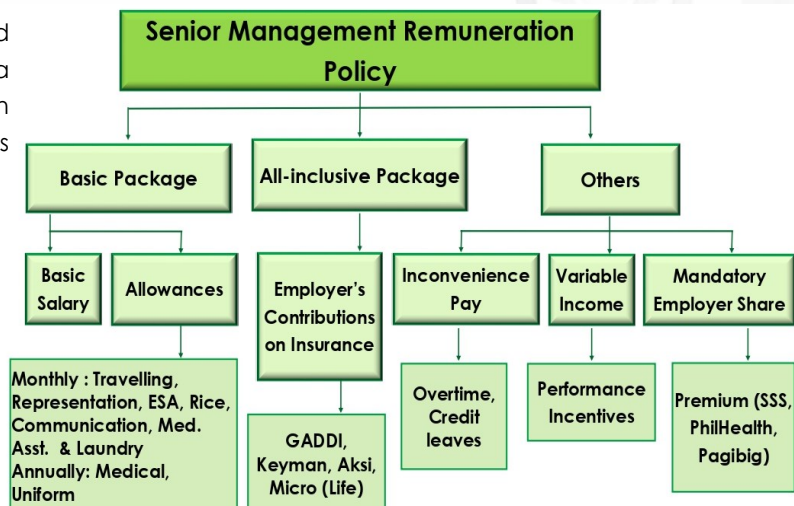 d
a
n
s
Senior Management Remuneration
Policy
Basic Package
All-inclusive Package
Others
Basic
Salary
Allowances
Employer's
Contributions
on Insurance
Inconvenience
Pay
Variable
Income
Mandatory
Employer Share
Monthly : Travelling,
Representation, ESA, Rice,
Communication, Med.
Asst. & Laundry
Annually: Medical,
Uniform
GADDI,
Keyman, Aksi,
Micro (Life)
Overtime,
Credit
leaves
Performance
Incentives
Premium (SSS,
PhilHealth,
Pagibig)